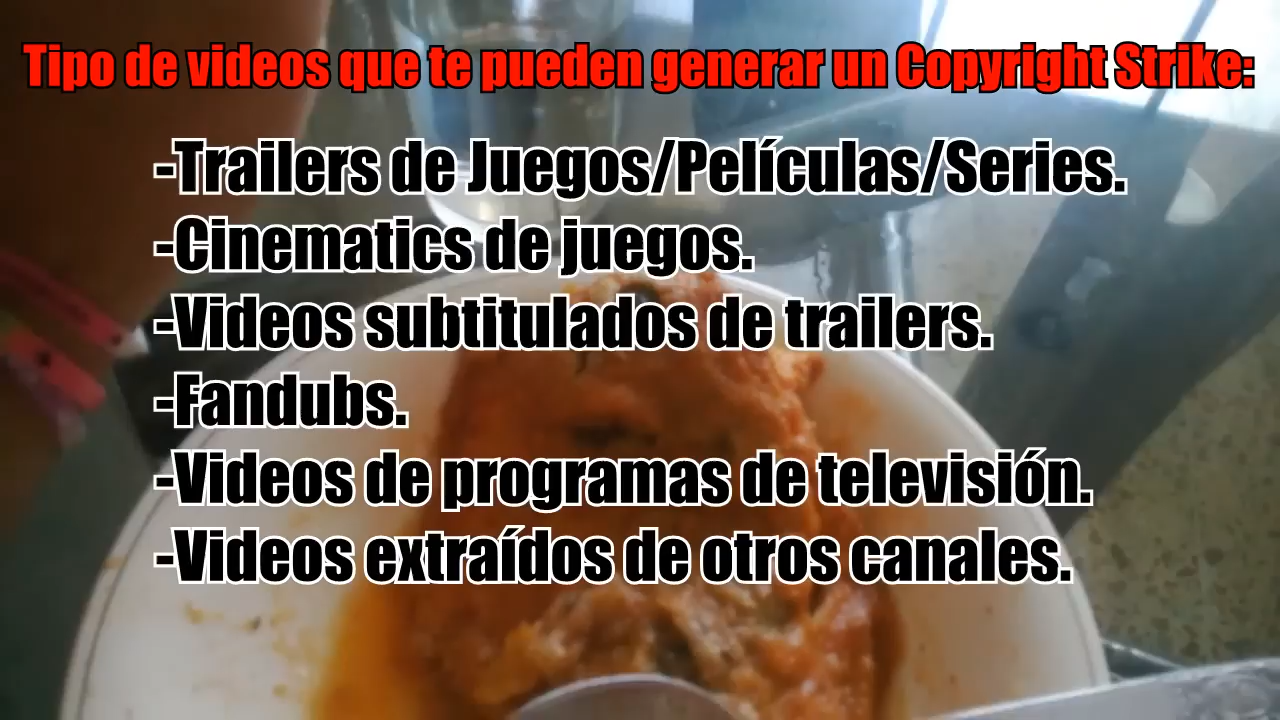 Tipo de videos que te pueden generar un Copyright Strike:
-Trailers de Juegos/Películas/Series.
-Cinematics de juegos.
-Videos subtitulados de trailers.
-Fandubs.
-Videos de programas de televisión.
-Videos extraídos de otros canales.